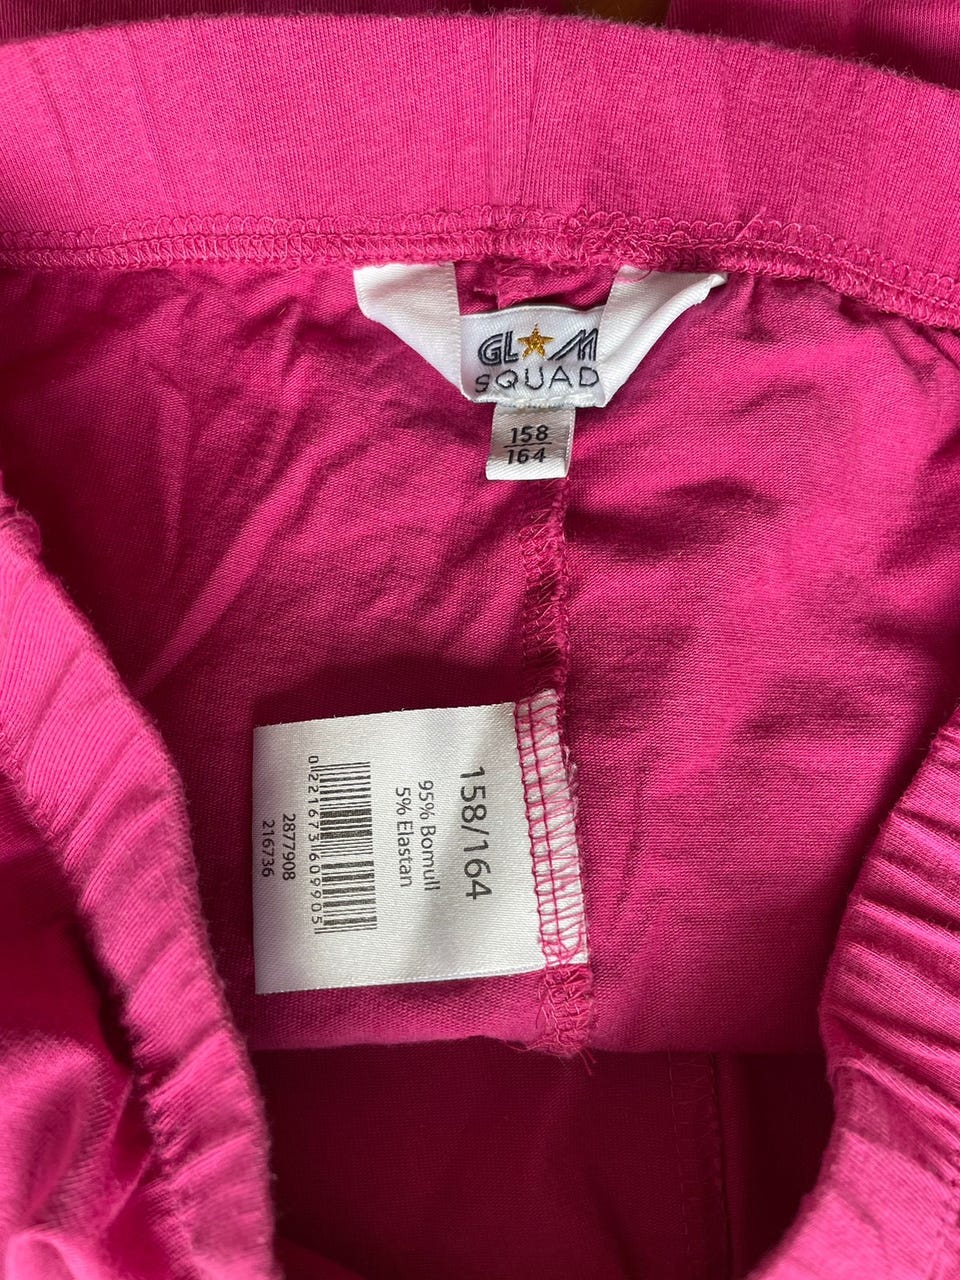 GL★M
SQUAD
158
164
158/164
95% Bomull
5% Elastan
0221673609905
2877908
216736